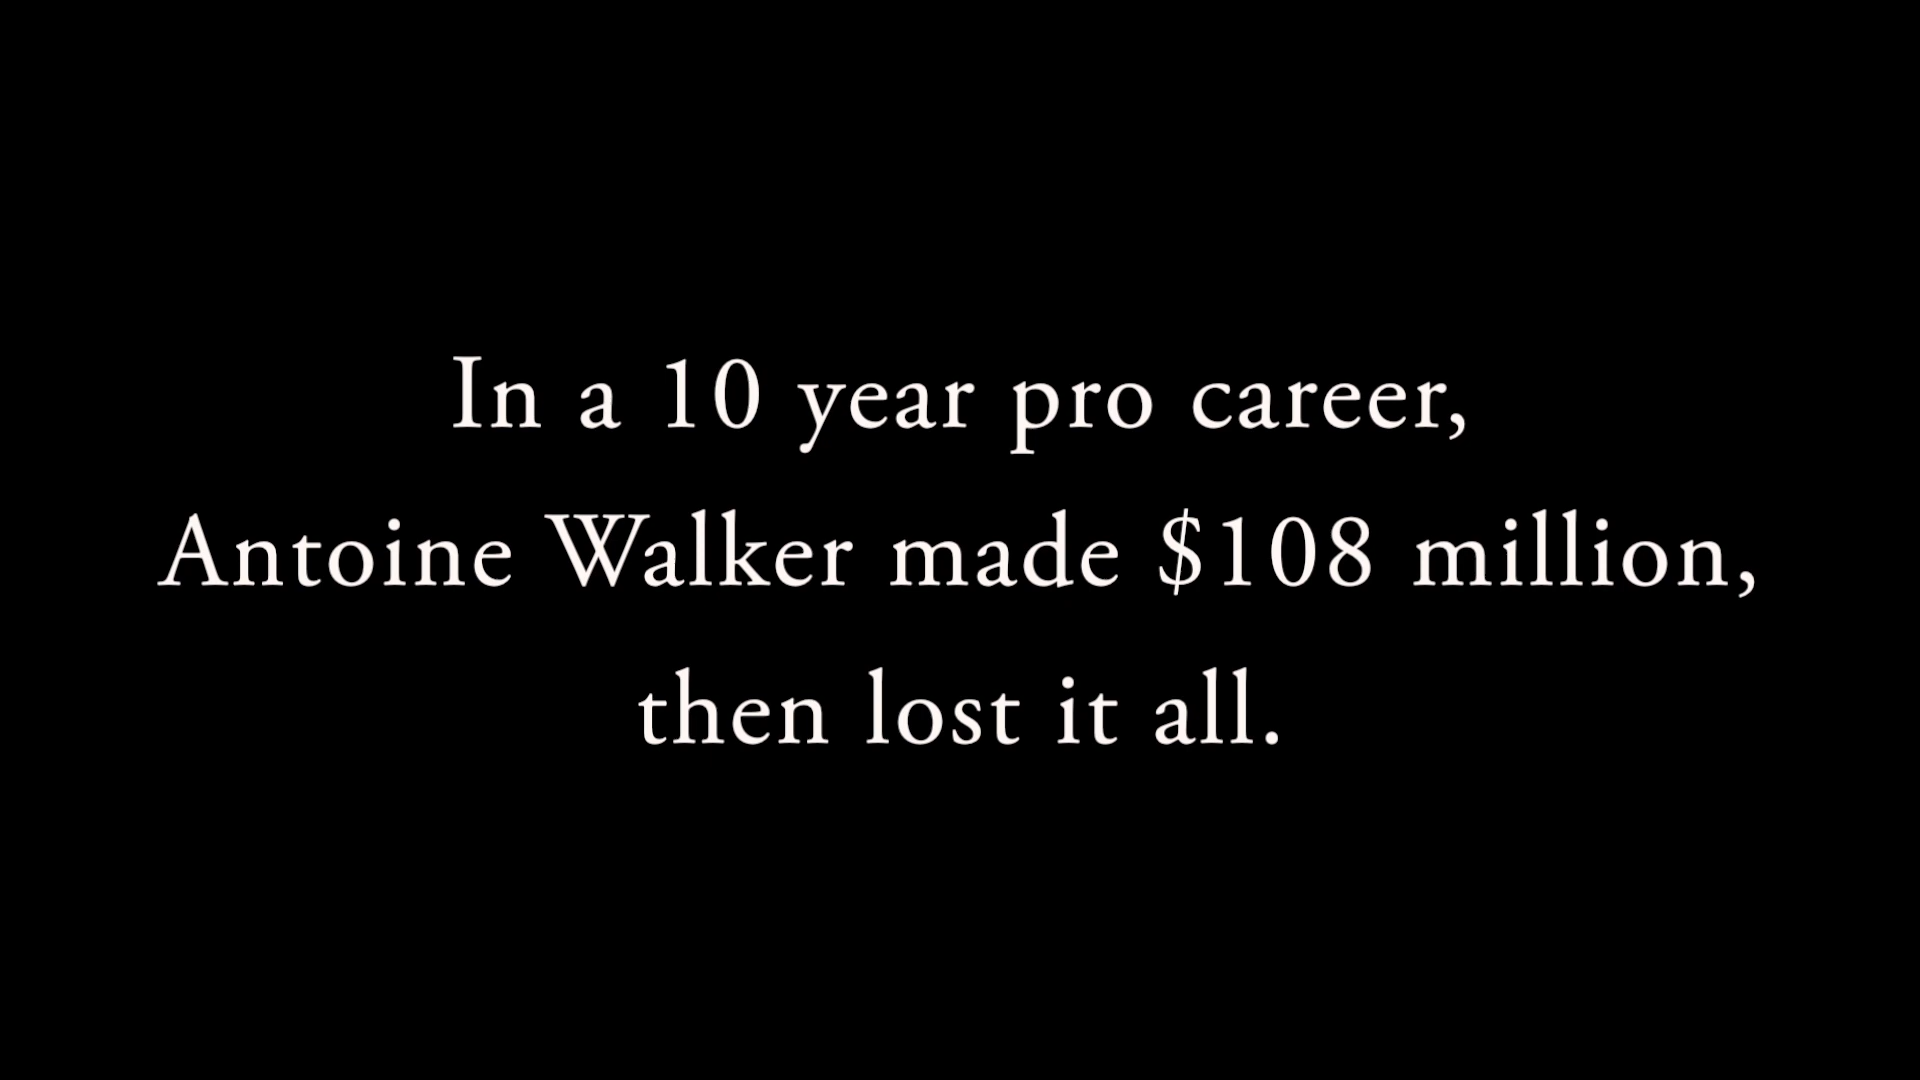 In a 10 year pro career,
Antoine Walker made $108 million,
then lost it all.